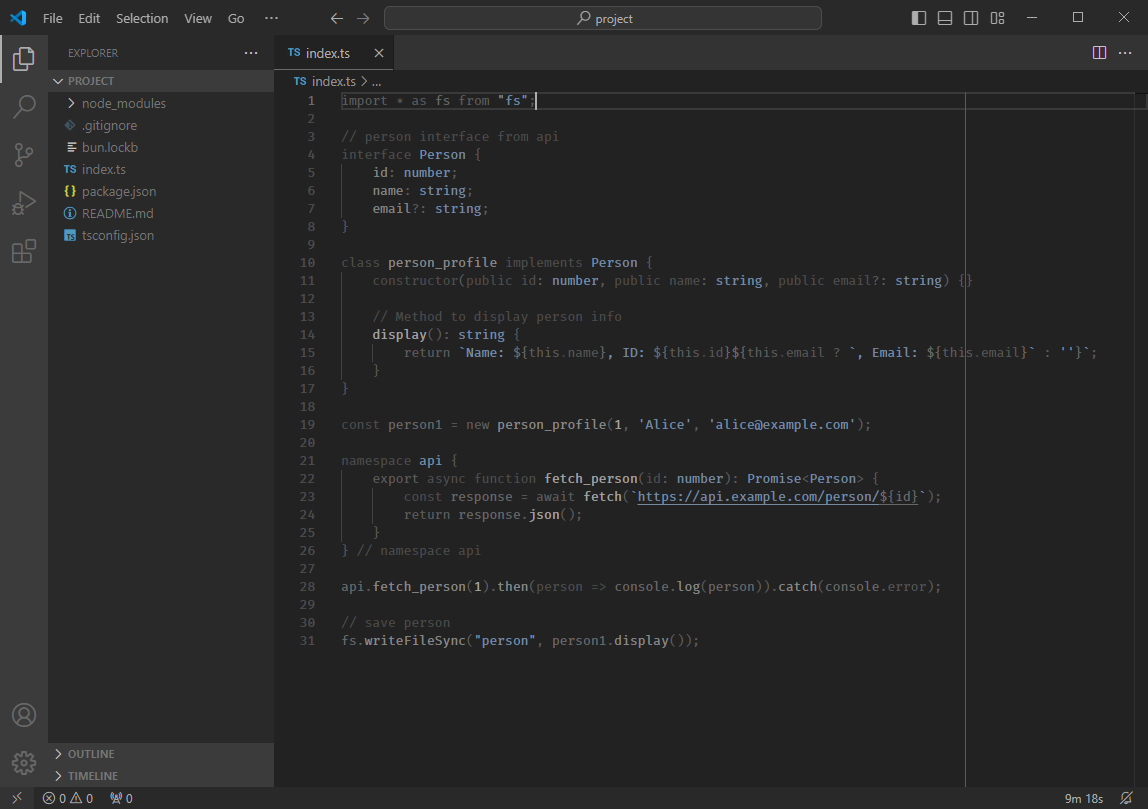 File Edit Selection View Go ··· project
EXPLORER ···
PROJECT
node_modules
.gitignore
bun.lockb
TS index.ts
{} package.json
README.md
TS tsconfig.json
OUTLINE
TIMELINE
TS index.ts
TS index.ts > ...
1 import * as fs from "fs";
2
3 // person interface from api
4 interface Person {
5 id: number;
6 name: string;
7 email?: string;
8 }
9
10 class person_profile implements Person {
11 constructor(public id: number, public name: string, public email?: string) {}
12
13 // Method to display person info
14 display(): string {
15 return `Name: ${this.name}, ID: ${this.id}${this.email ? `, Email: ${this.email}` : ''}`;
16 }
17 }
18
19 const person1 = new person_profile(1, 'Alice', 'alice@example.com');
20
21 namespace api {
22 export async function fetch_person(id: number): Promise<Person> {
23 const response = await fetch(`https://api.example.com/person/${id}`);
24 return response.json();
25 }
26 } // namespace api
27
28 api.fetch_person(1).then(person => console.log(person)).catch(console.error);
29
30 // save person
31 fs.writeFileSync("person", person1.display());
0 0 0 9m 18s